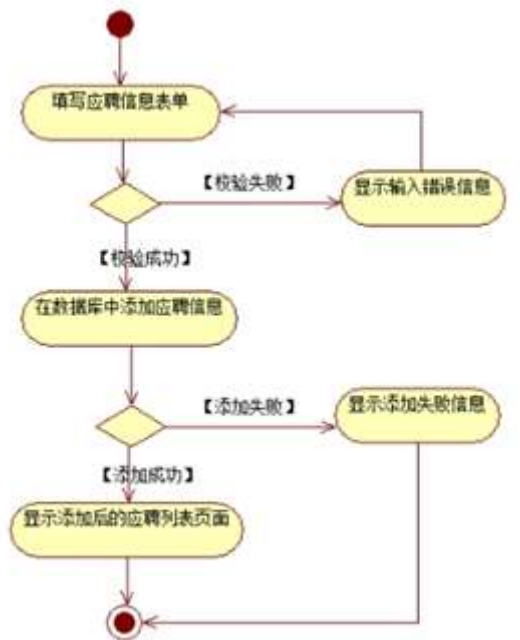 填写应聘信息表单
【校验失败】
显示输入错误信息
【校验成功】
在数据库中添加应聘信息
【添加失败】
显示添加失败信息
【添加成功】
显示添加后的应聘列表页面